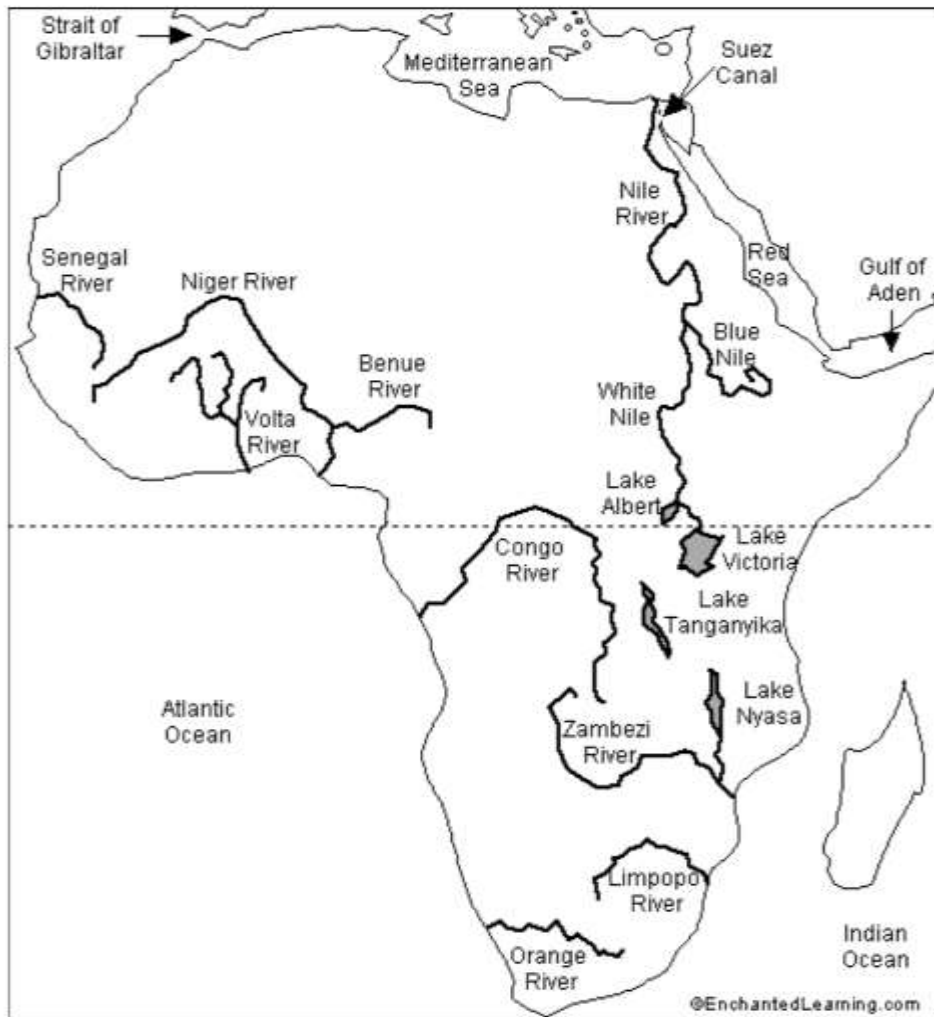 Strait of
Gibraltar
Mediterranean
Sea
Suez
Canal
Nile
River
Red
Sea
Gulf of
Aden
Senegal
River
Niger River
Benue
River
Blue
Nile
White
Nile
Volta
River
Lake
Albert
Congo
River
Lake
Victoria
Lake
Tanganyika
Lake
Nyasa
Atlantic
Ocean
Zambezi
River
Limpopo
River
Orange
River
Indian
Ocean
©EnchantedLearning.com